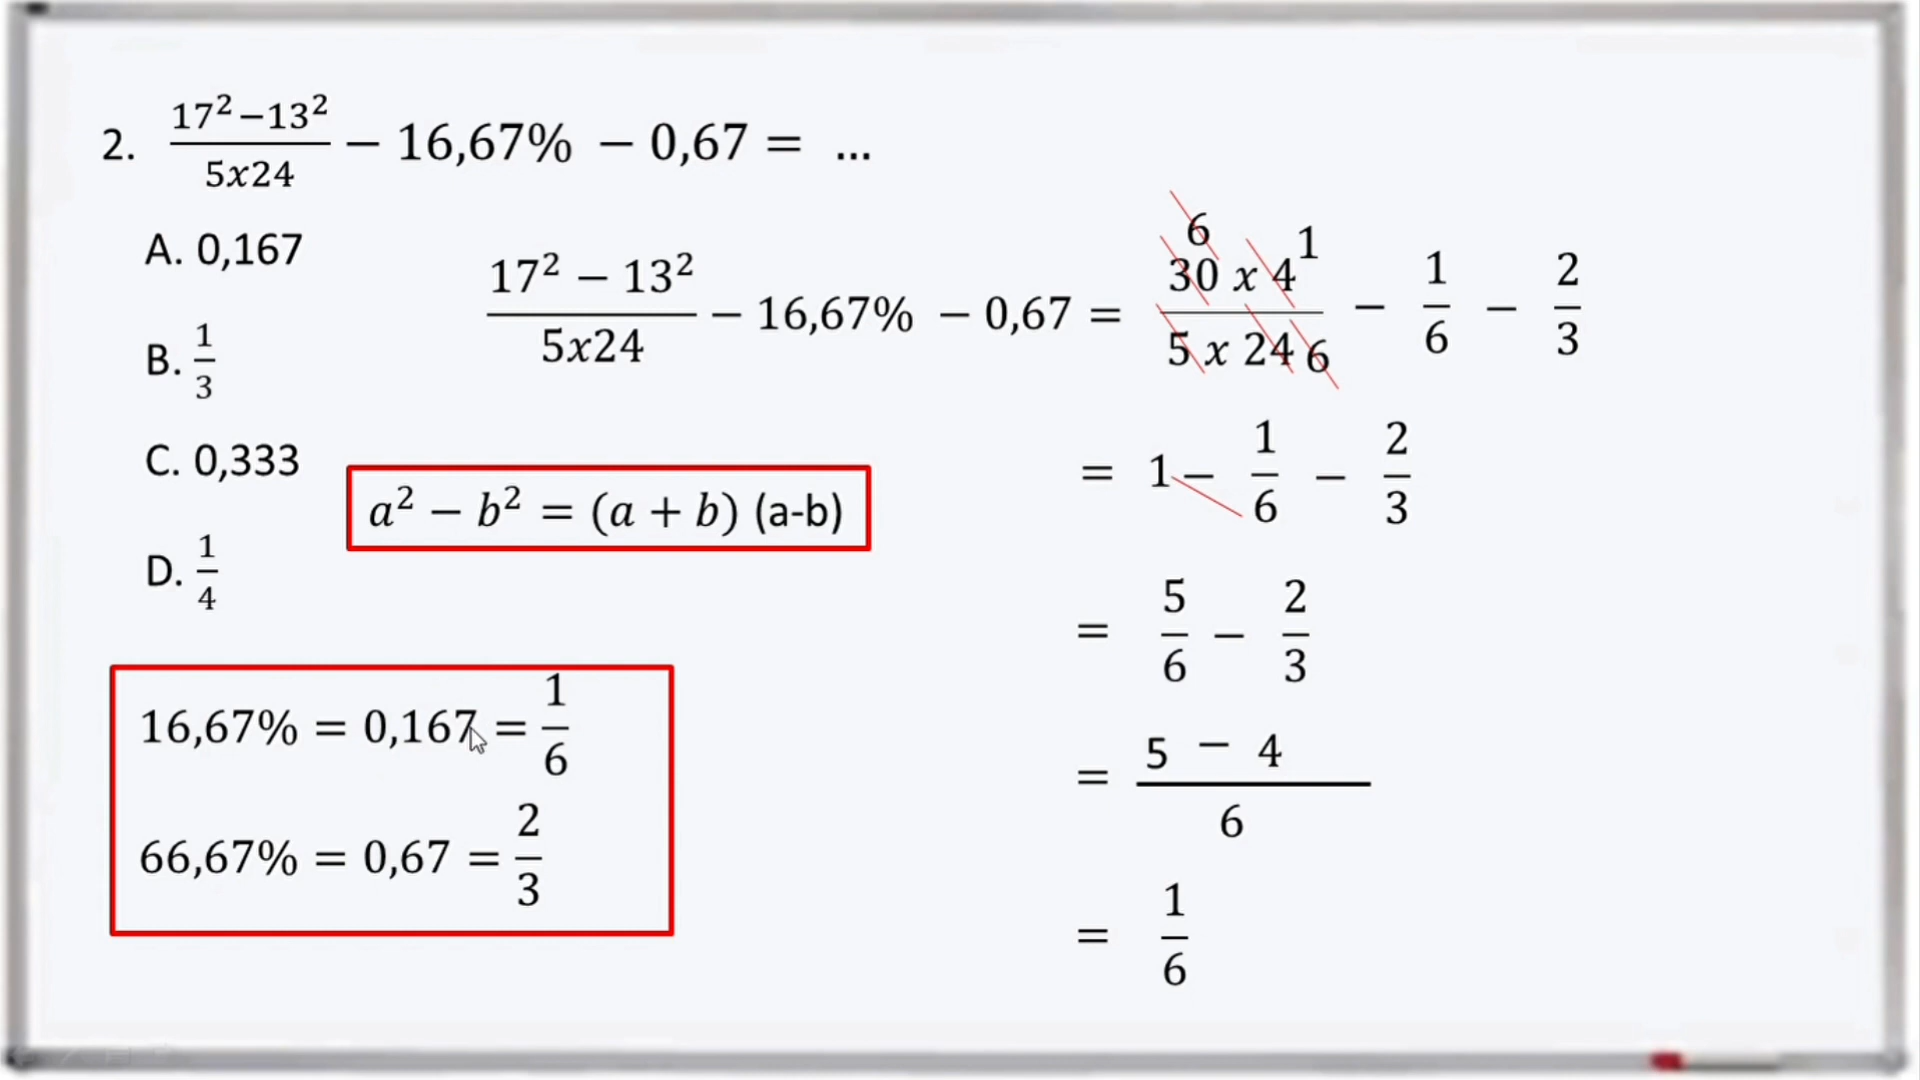 2. (17² − 13²)/(5x24) − 16,67% − 0,67 = ...
A. 0,167
B. 1/3
C. 0,333
D. 1/4
(17² − 13²)/(5x24) − 16,67% − 0,67 = (30 x 4)/(5 x 24) − 1/6 − 2/3
6 1
6
= 1 − 1/6 − 2/3
a² − b² = (a + b) (a-b)
= 5/6 − 2/3
= (5 − 4)/6
= 1/6
16,67% = 0,167 = 1/6
66,67% = 0,67 = 2/3